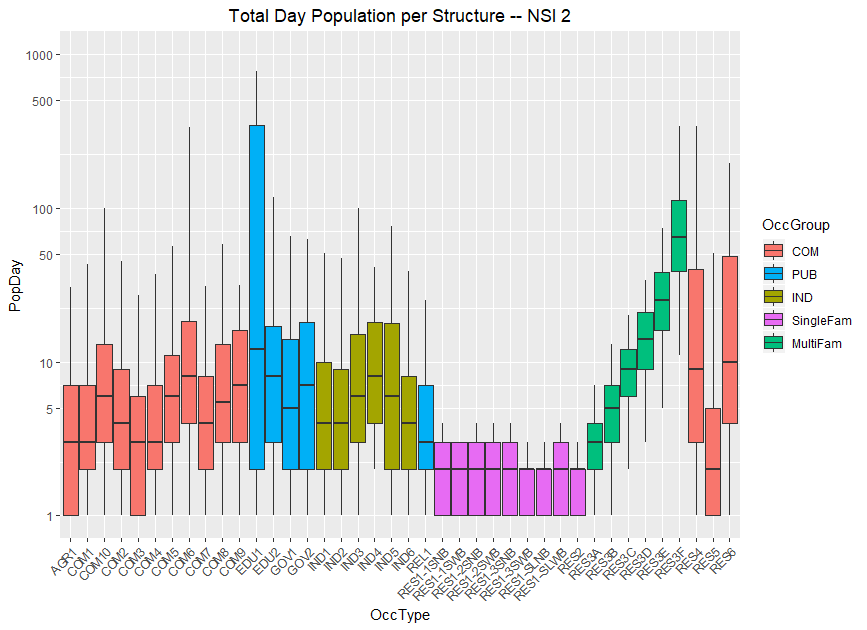 Total Day Population per Structure -- NSI 2
PopDay
1000
500
100
50
10
5
1
AGR1
COM1
COM10
COM2
COM3
COM4
COM5
COM6
COM7
COM8
COM9
EDU1
EDU2
GOV1
GOV2
IND1
IND2
IND3
IND4
IND5
IND6
REL1
RES1-1SNB
RES1-1SWB
RES1-2SNB
RES1-2SWB
RES1-3SNB
RES1-3SWB
RES1-SLNB
RES1-SLWB
RES2
RES3A
RES3B
RES3C
RES3D
RES3E
RES3F
RES4
RES5
RES6
OccType
OccGroup
COM
PUB
IND
SingleFam
MultiFam